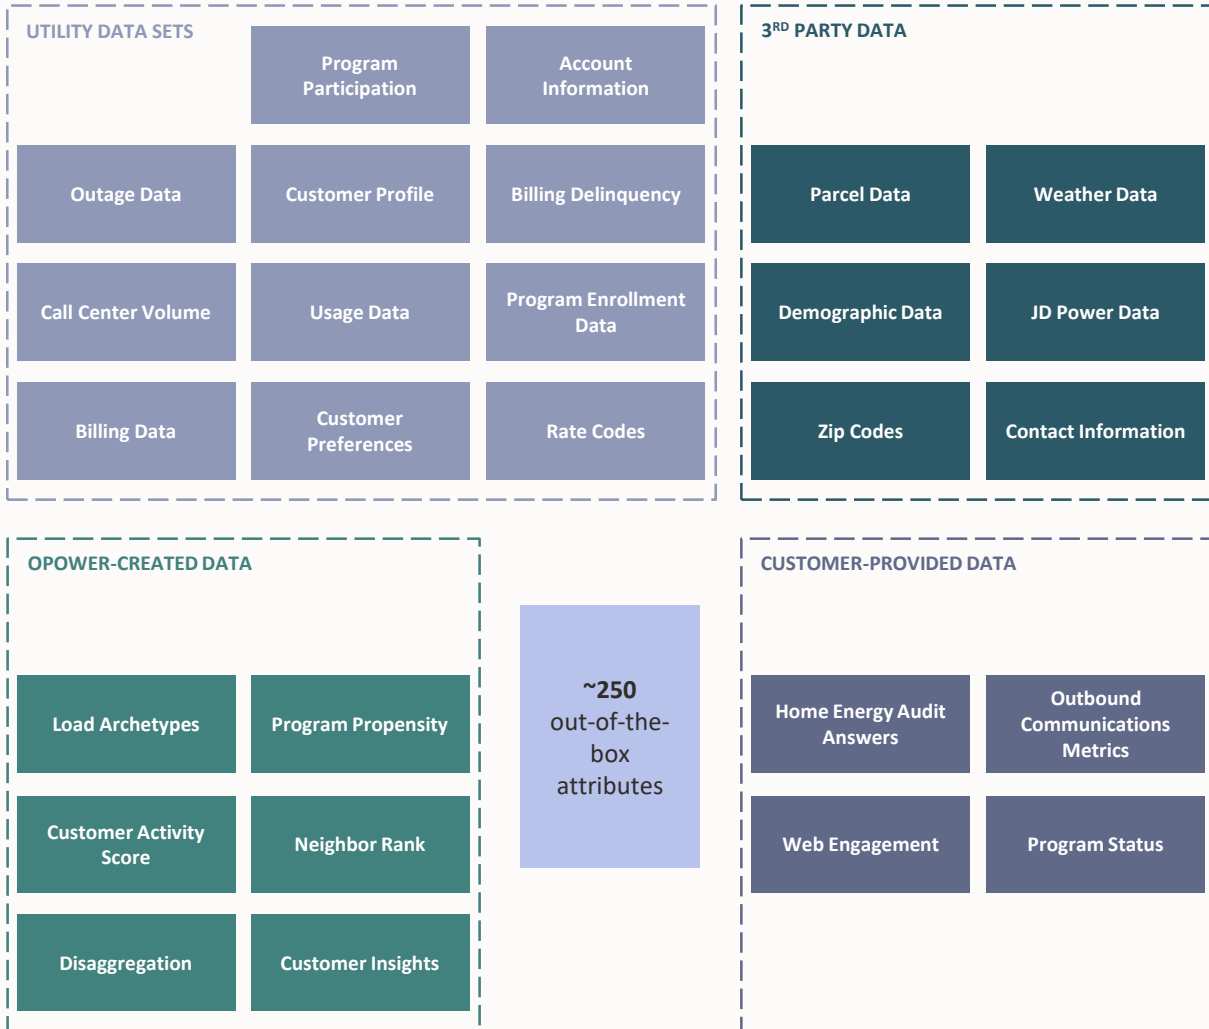 UTILITY DATA SETS
Program
Participation
Account
Information
Outage Data
Customer Profile
Billing Delinquency
Call Center Volume
Usage Data
Program Enrollment
Data
Billing Data
Customer
Preferences
Rate Codes
3RD PARTY DATA
Parcel Data
Weather Data
Demographic Data
JD Power Data
Zip Codes
Contact Information
OPOWER-CREATED DATA
Load Archetypes
Program Propensity
Customer Activity
Score
Neighbor Rank
Disaggregation
Customer Insights
~250
out-of-the-
box
attributes
CUSTOMER-PROVIDED DATA
Home Energy Audit
Answers
Outbound
Communications
Metrics
Web Engagement
Program Status